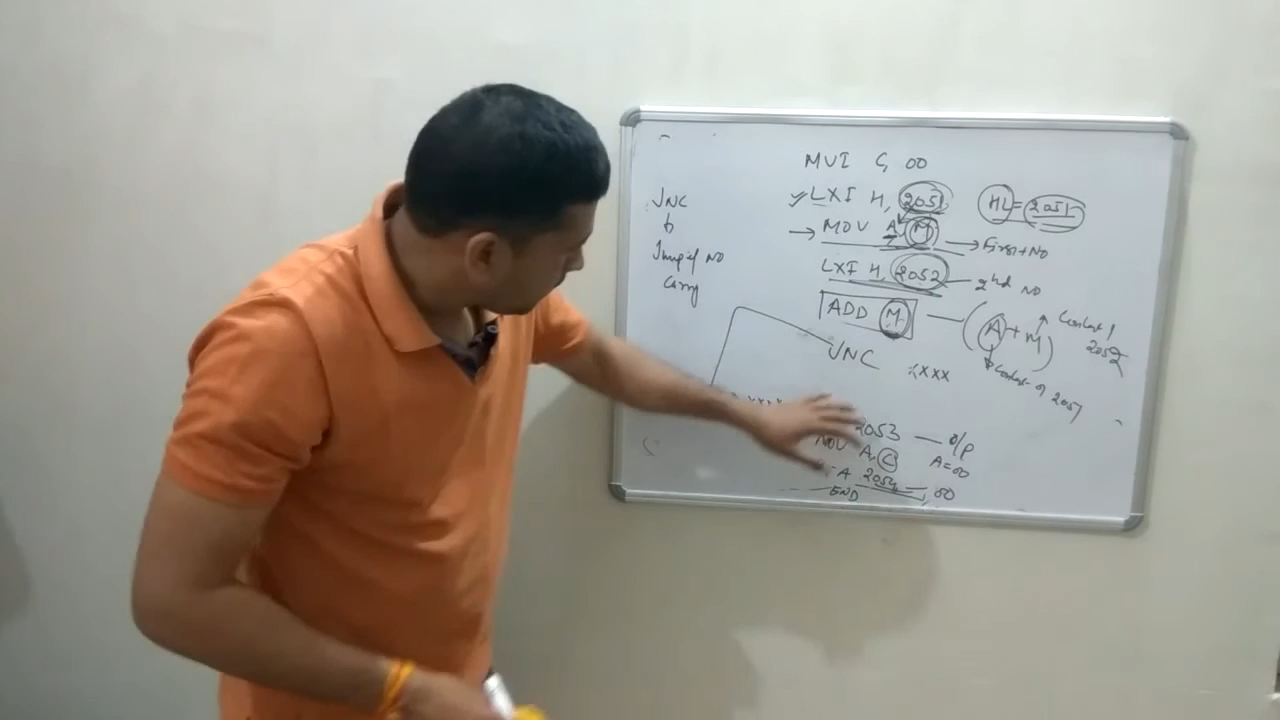 MVI C, 00
LXI H, 2051 HL = 2051
MOV A, M → First No
LXI H, 2052 — 2nd No
ADD M — (A + M) Content of 2052
Content of 2051
JNC
Jump if NO
Carry
JNC XXX
2053 — O/P
MOV A, C A=00
A 2054 — 00
END